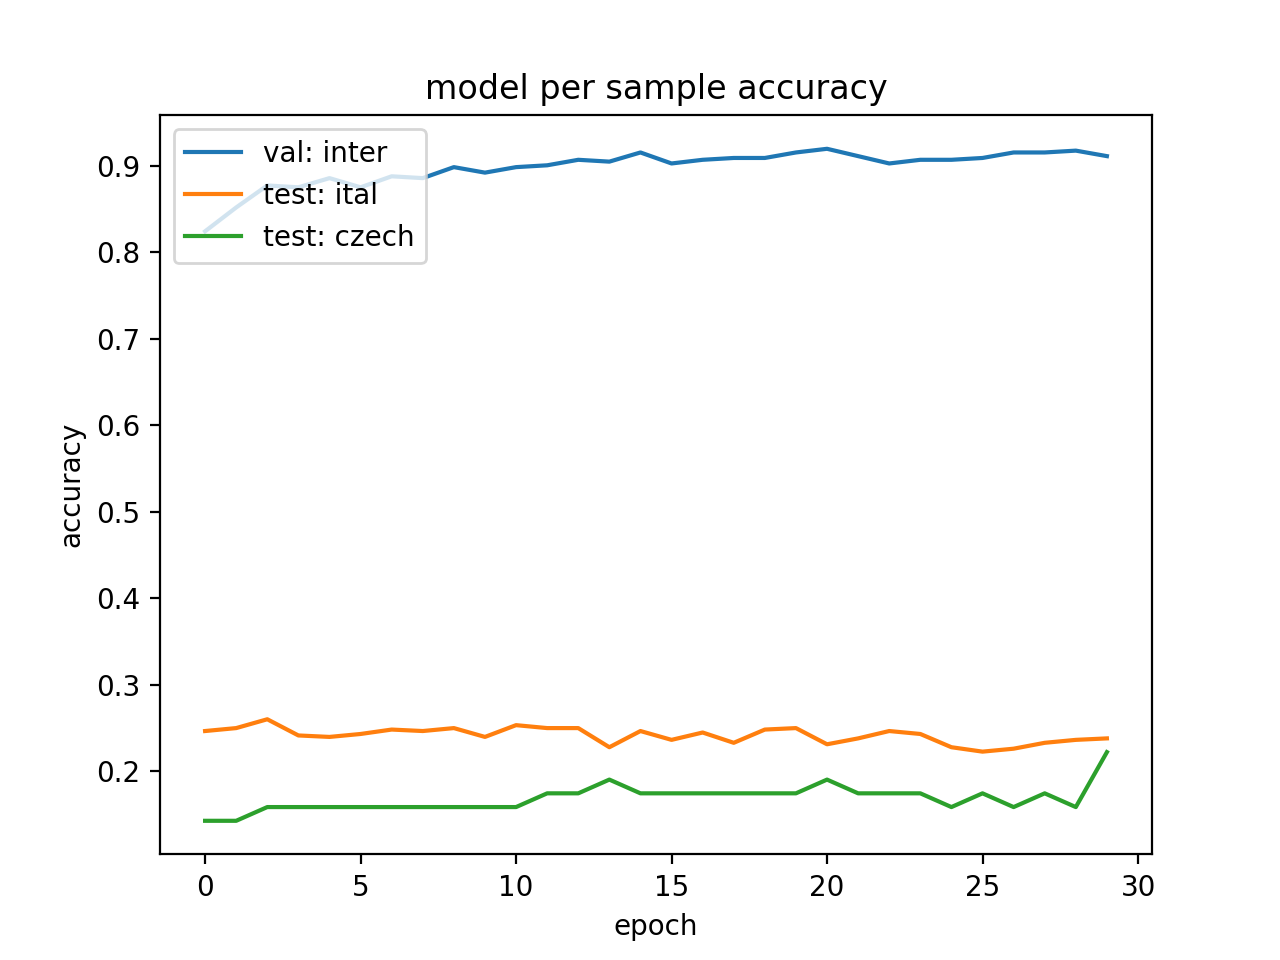 model per sample accuracy
val: inter
test: ital
test: czech
0.9
0.8
0.7
0.6
0.5
0.4
0.3
0.2
accuracy
0 5 10 15 20 25 30
epoch